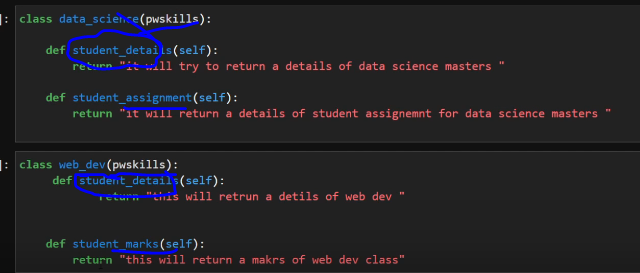 ]: class data_science(pwskills):
def student_details(self):
return "it will try to return a details of data science masters "
def student_assignment(self):
return "it will return a details of student assignemnt for data science masters "
]: class web_dev(pwskills):
def student_details(self):
return "this will retrun a detils of web dev "
def student_marks(self):
return "this will return a makrs of web dev class"